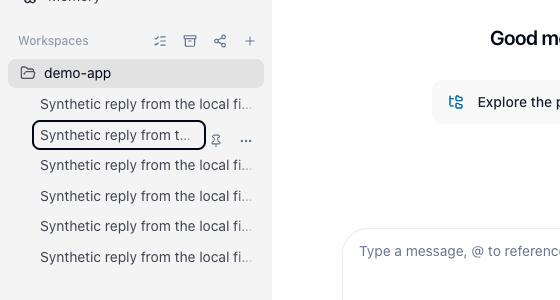 Workspaces
demo-app
Synthetic reply from the local fi...
Synthetic reply from t...
Synthetic reply from the local fi...
Synthetic reply from the local fi...
Synthetic reply from the local fi...
Synthetic reply from the local fi...
Good m
Explore the p
Type a message, @ to referenc